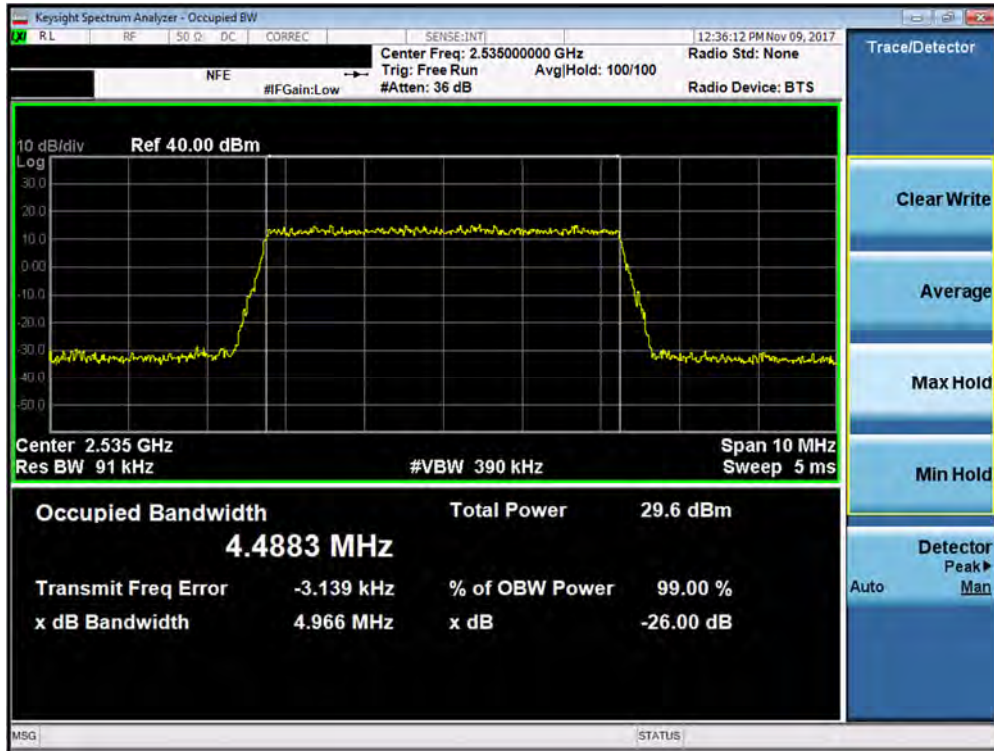 Keysight Spectrum Analyzer - Occupied BW
LXI RL RF 50 Ω DC CORREC SENSE:INT 12:36:12 PM Nov 09, 2017
Center Freq: 2.535000000 GHz Radio Std: None
NFE Trig: Free Run Avg|Hold: 100/100
#IFGain:Low #Atten: 36 dB Radio Device: BTS
Trace/Detector
10 dB/div Ref 40.00 dBm
Log
30.0
20.0
10.0
0.00
-10.0
-20.0
-30.0
-40.0
-50.0
Center 2.535 GHz Span 10 MHz
Res BW 91 kHz #VBW 390 kHz Sweep 5 ms
Occupied Bandwidth Total Power 29.6 dBm
4.4883 MHz
Transmit Freq Error -3.139 kHz % of OBW Power 99.00 %
x dB Bandwidth 4.966 MHz x dB -26.00 dB
Clear Write
Average
Max Hold
Min Hold
Detector
Peak▶
Auto Man
MSG STATUS